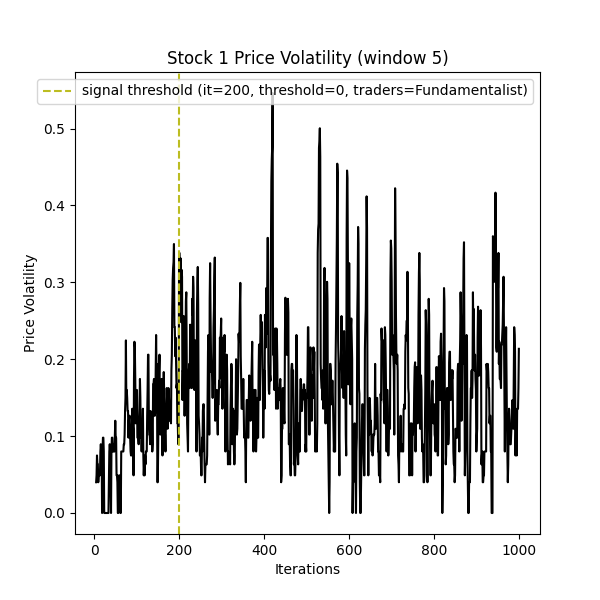 Stock 1 Price Volatility (window 5)
signal threshold (it=200, threshold=0, traders=Fundamentalist)
Price Volatility
0.5
0.4
0.3
0.2
0.1
0.0
0 200 400 600 800 1000
Iterations